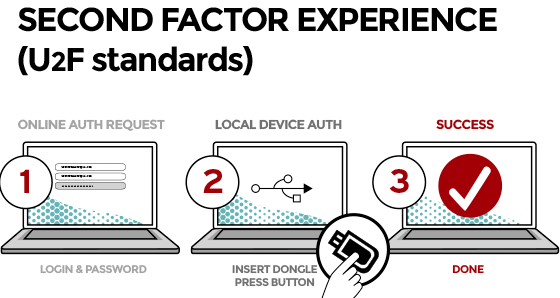 SECOND FACTOR EXPERIENCE
(U2F standards)
ONLINE AUTH REQUEST
LOCAL DEVICE AUTH
SUCCESS
1
2
3
LOGIN & PASSWORD
INSERT DONGLE
PRESS BUTTON
DONE